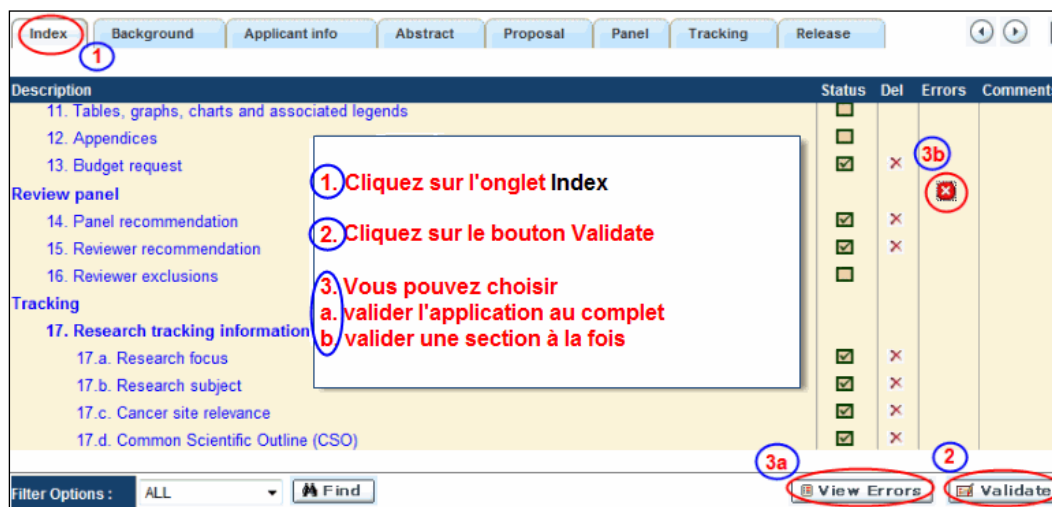 Index Background Applicant info Abstract Proposal Panel Tracking Release
1
Description Status Del Errors Comments
11. Tables, graphs, charts and associated legends
12. Appendices
13. Budget request
3b
Review panel
14. Panel recommendation
15. Reviewer recommendation
16. Reviewer exclusions
Tracking
17. Research tracking information
17.a. Research focus
17.b. Research subject
17.c. Cancer site relevance
17.d. Common Scientific Outline (CSO)
1. Cliquez sur l'onglet Index
2. Cliquez sur le bouton Validate
3. Vous pouvez choisir
a. valider l'application au complet
b. valider une section à la fois
3a
2
Filter Options : ALL Find View Errors Validate